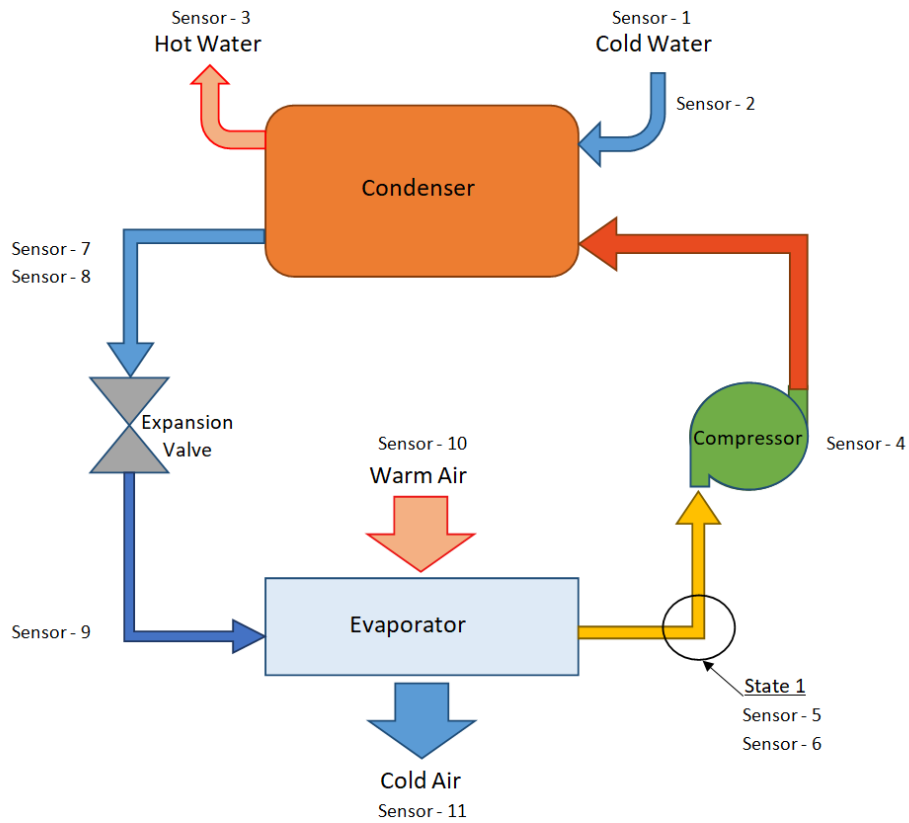 Sensor - 3
Hot Water
Sensor - 1
Cold Water
Sensor - 2
Condenser
Sensor - 7
Sensor - 8
Expansion
Valve
Sensor - 10
Warm Air
Compressor
Sensor - 4
Sensor - 9
Evaporator
State 1
Sensor - 5
Sensor - 6
Cold Air
Sensor - 11